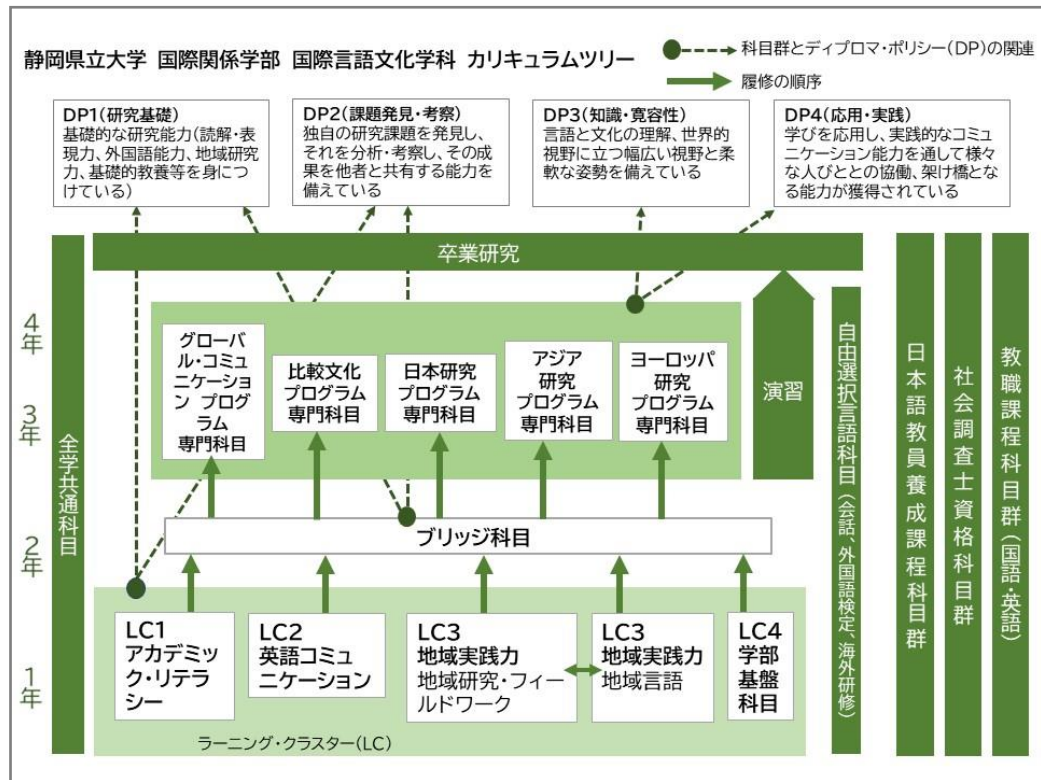 静岡県立大学 国際関係学部 国際言語文化学科 カリキュラムツリー
科目群とディプロマ・ポリシー(DP)の関連
履修の順序
DP1(研究基礎)
基礎的な研究能力(読解・表
現力、外国語能力、地域研究
力、基礎的教養等を身につ
けている)
DP2(課題発見・考察)
独自の研究課題を発見し、
それを分析・考察し、その成
果を他者と共有する能力を
備えている
DP3(知識・寛容性)
言語と文化の理解、世界的
視野に立つ幅広い視野と柔
軟な姿勢を備えている
DP4(応用・実践)
学びを応用し、実践的なコミュ
ニケーション能力を通して様々
な人びととの協働、架け橋とな
る能力が獲得されている
卒業研究
4年
3年
2年
1年
全学共通科目
グローバ
ル・コミュ
ニケーショ
ン プログ
ラム
専門科目
比較文化
プログラム
専門科目
日本研究
プログラム
専門科目
アジア
研究
プログラム
専門科目
ヨーロッパ
研究
プログラム
専門科目
演習
自由選択言語科目(会話、外国語検定、海外研修)
日本語教員養成課程科目群
社会調査士資格科目群
教職課程科目群(国語・英語)
ブリッジ科目
LC1
アカデミッ
ク・リテラ
シー
LC2
英語コミュ
ニケーション
LC3
地域実践力
地域研究・フィー
ルドワーク
LC3
地域実践力
地域言語
LC4
学部
基盤
科目
ラーニング・クラスター(LC)